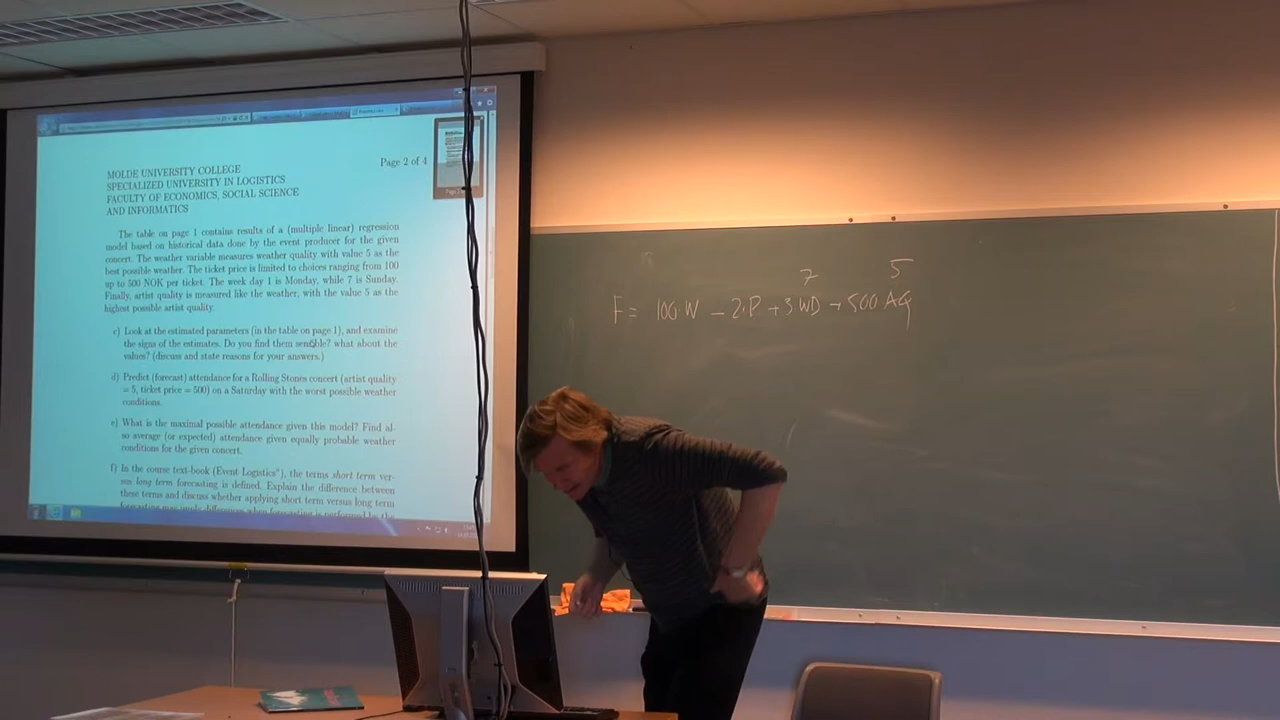 Page 2 of 4
MOLDE UNIVERSITY COLLEGE
SPECIALIZED UNIVERSITY IN LOGISTICS
FACULTY OF ECONOMICS, SOCIAL SCIENCE
AND INFORMATICS
The table on page 1 contains results of a (multiple linear) regression
model based on historical data done by the event producer for the given
concert. The weather variable measures weather quality with value 5 as the
best possible weather. The ticket price is limited to choices ranging from 100
up to 500 NOK per ticket. The week day 1 is Monday, while 7 is Sunday.
Finally, artist quality is measured like the weather, with the value 5 as the
highest possible artist quality.
c) Look at the estimated parameters (in the table on page 1), and examine
the signs of the estimates. Do you find them sensible? what about the
values? (discuss and state reasons for your answers.)
d) Predict (forecast) attendance for a Rolling Stones concert (artist quality
= 5, ticket price = 500) on a Saturday with the worst possible weather
conditions.
e) What is the maximal possible attendance given this model? Find al-
so average (or expected) attendance given equally probable weather
conditions for the given concert.
f) In the course text-book (Event Logistics"), the terms short term ver-
sus long term forecasting is defined. Explain the difference between
these terms and discuss whether applying short term versus long term
forecasting may imply differences when forecasting is performed by the
7 5
F = 100·W - 2·P + 3 WD + 500·AQ